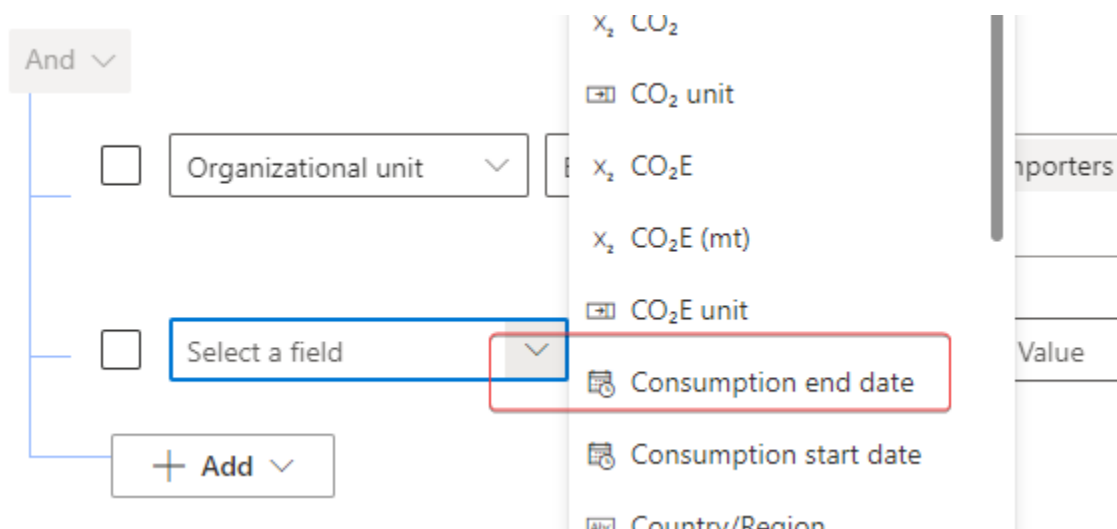 CO₂
And
CO₂ unit
Organizational unit
CO₂E
CO₂E (mt)
CO₂E unit
Select a field
Value
Consumption end date
Add
Consumption start date
Country/Region